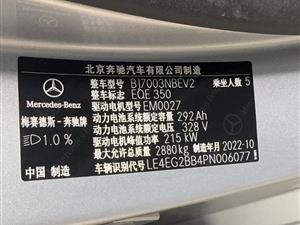 北京奔驰汽车有限公司制造
整车型号 BJ7003NBEV2 乘坐人数 5
整车标志 EQE 350
驱动电机型号 EM0027
动力电池系统额定容量 292Ah
动力电池系统额定电压 328 V
驱动电机峰值功率 215 kW
最大允许总质量 2880kg 制造年月 2022-10
车辆识别代号 LE4EG2BB4PN006077
Mercedes-Benz
梅赛德斯-奔驰牌
1.0%
中国 制造